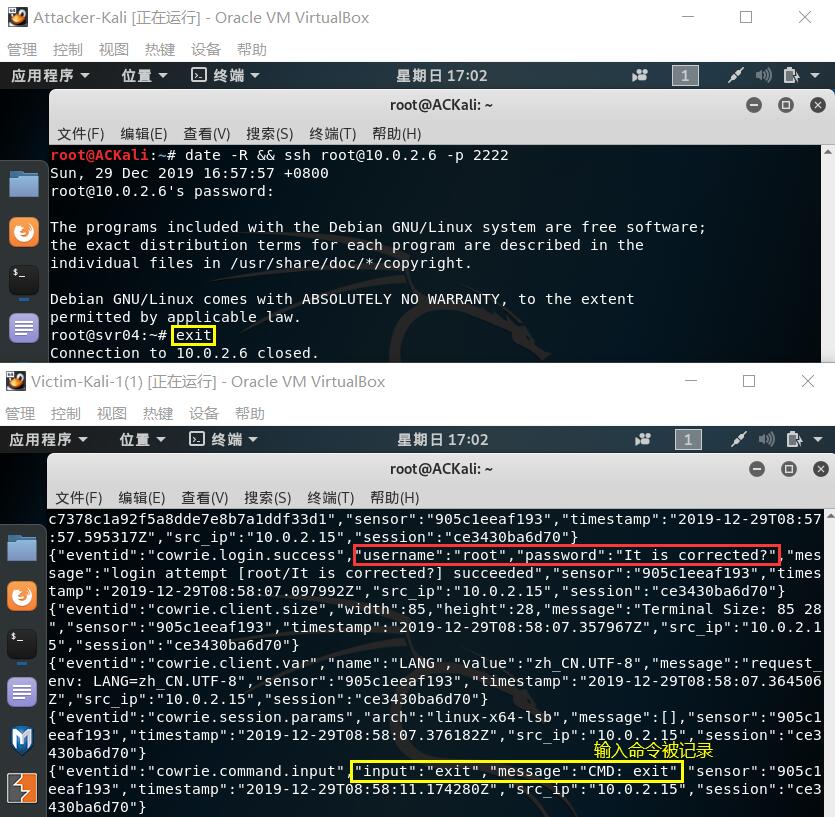 Attacker-Kali [正在运行] - Oracle VM VirtualBox
管理 控制 视图 热键 设备 帮助
应用程序 位置 终端 星期日 17:02 1
root@ACKali: ~
文件(F) 编辑(E) 查看(V) 搜索(S) 终端(T) 帮助(H)
root@ACKali:~# date -R && ssh root@10.0.2.6 -p 2222
Sun, 29 Dec 2019 16:57:57 +0800
root@10.0.2.6's password:
The programs included with the Debian GNU/Linux system are free software;
the exact distribution terms for each program are described in the
individual files in /usr/share/doc/*/copyright.
Debian GNU/Linux comes with ABSOLUTELY NO WARRANTY, to the extent
permitted by applicable law.
root@svr04:~# exit
Connection to 10.0.2.6 closed.
Victim-Kali-1(1) [正在运行] - Oracle VM VirtualBox
管理 控制 视图 热键 设备 帮助
应用程序 位置 终端 星期日 17:02 1
root@ACKali: ~
文件(F) 编辑(E) 查看(V) 搜索(S) 终端(T) 帮助(H)
c7378c1a92f5a8dde7e8b7a1ddf33d1","sensor":"905c1eeaf193","timestamp":"2019-12-29T08:57
:57.595317Z","src_ip":"10.0.2.15","session":"ce3430ba6d70"}
{"eventid":"cowrie.login.success","username":"root","password":"It is corrected?","mes
sage":"login attempt [root/It is corrected?] succeeded","sensor":"905c1eeaf193","times
tamp":"2019-12-29T08:58:07.097992Z","src_ip":"10.0.2.15","session":"ce3430ba6d70"}
{"eventid":"cowrie.client.size","width":85,"height":28,"message":"Terminal Size: 85 28
","sensor":"905c1eeaf193","timestamp":"2019-12-29T08:58:07.357967Z","src_ip":"10.0.2.1
5","session":"ce3430ba6d70"}
{"eventid":"cowrie.client.var","name":"LANG","value":"zh_CN.UTF-8","message":"request_
env: LANG=zh_CN.UTF-8","sensor":"905c1eeaf193","timestamp":"2019-12-29T08:58:07.364506
Z","src_ip":"10.0.2.15","session":"ce3430ba6d70"}
{"eventid":"cowrie.session.params","arch":"linux-x64-lsb","message":[],"sensor":"905c1
eeaf193","timestamp":"2019-12-29T08:58:07.376182Z","src_ip":"10.0.2.15","session":"ce3
430ba6d70"}
输入命令被记录
{"eventid":"cowrie.command.input","input":"exit","message":"CMD: exit","sensor":"905c1
eeaf193","timestamp":"2019-12-29T08:58:11.174280Z","src_ip":"10.0.2.15","session":"ce3
430ba6d70"}